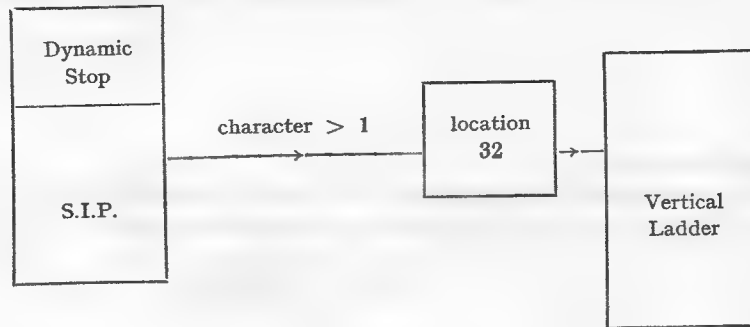 Dynamic
Stop
S.I.P.
character > 1
location
32
Vertical
Ladder